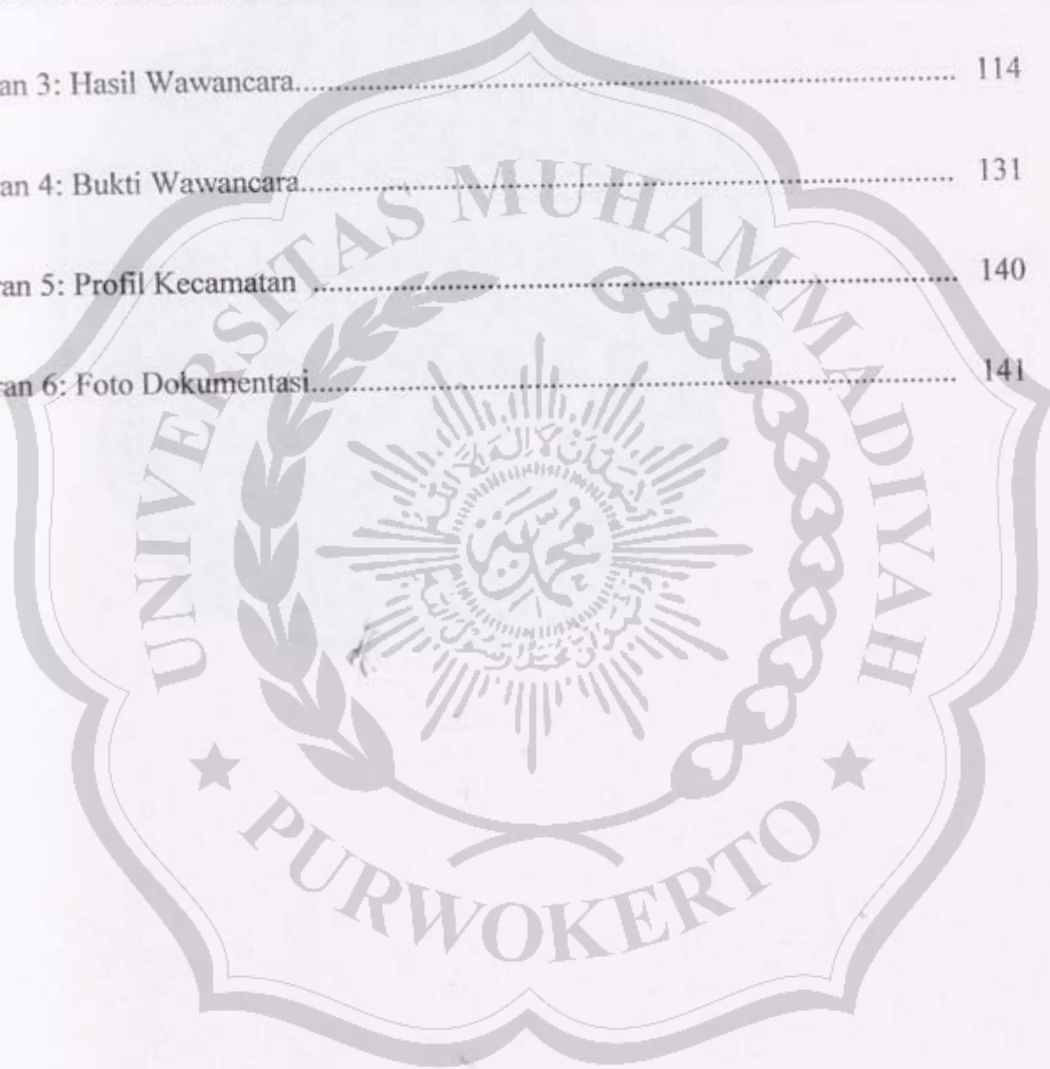 an 3: Hasil Wawancara........................................ 114
an 4: Bukti Wawancara........................................ 131
ran 5: Profil Kecamatan ........................................ 140
ran 6: Foto Dokumentasi........................................ 141
UNIVERSITAS MUHAMMADIYAH
★ PURWOKERTO ★